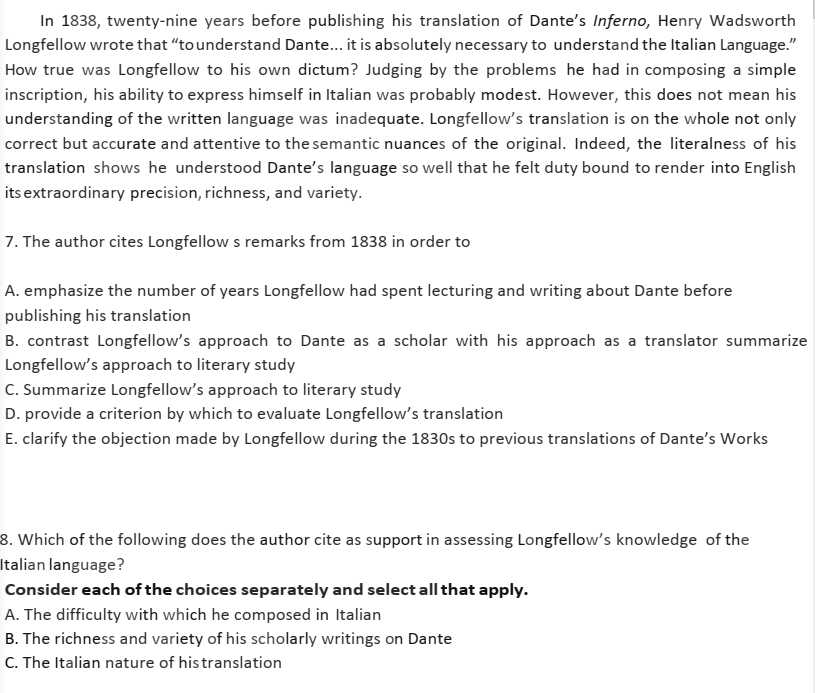 In 1838, twenty-nine years before publishing his translation of Dante’s Inferno, Henry Wadsworth
Longfellow wrote that “to understand Dante... it is absolutely necessary to understand the Italian Language.”
How true was Longfellow to his own dictum? Judging by the problems he had in composing a simple
inscription, his ability to express himself in Italian was probably modest. However, this does not mean his
understanding of the written language was inadequate. Longfellow’s translation is on the whole not only
correct but accurate and attentive to the semantic nuances of the original. Indeed, the literalness of his
translation shows he understood Dante’s language so well that he felt duty bound to render into English
its extraordinary precision, richness, and variety.
7. The author cites Longfellow s remarks from 1838 in order to
A. emphasize the number of years Longfellow had spent lecturing and writing about Dante before
publishing his translation
B. contrast Longfellow’s approach to Dante as a scholar with his approach as a translator summarize
Longfellow’s approach to literary study
C. Summarize Longfellow’s approach to literary study
D. provide a criterion by which to evaluate Longfellow’s translation
E. clarify the objection made by Longfellow during the 1830s to previous translations of Dante’s Works
8. Which of the following does the author cite as support in assessing Longfellow’s knowledge of the
Italian language?
Consider each of the choices separately and select all that apply.
A. The difficulty with which he composed in Italian
B. The richness and variety of his scholarly writings on Dante
C. The Italian nature of his translation